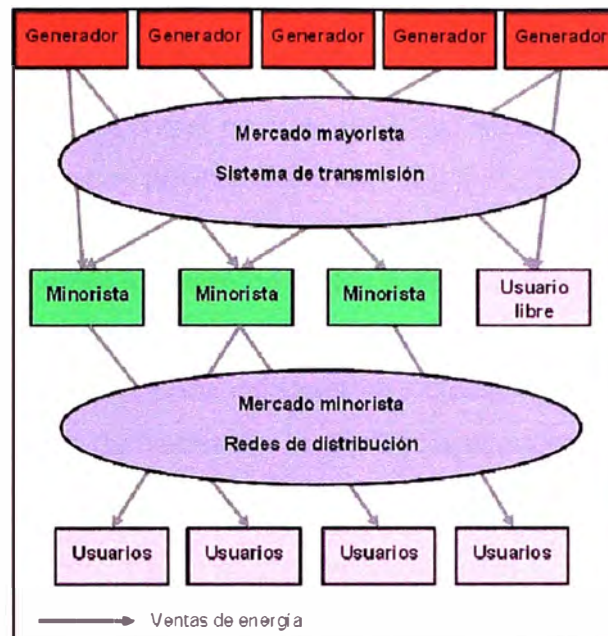 Generador Generador Generador Generador Generador
Mercado mayorista
Sistema de transmisión
Minorista Minorista Minorista Usuario
libre
Mercado minorista
Redes de distribución
Usuarios Usuarios Usuarios Usuarios
Ventas de energía